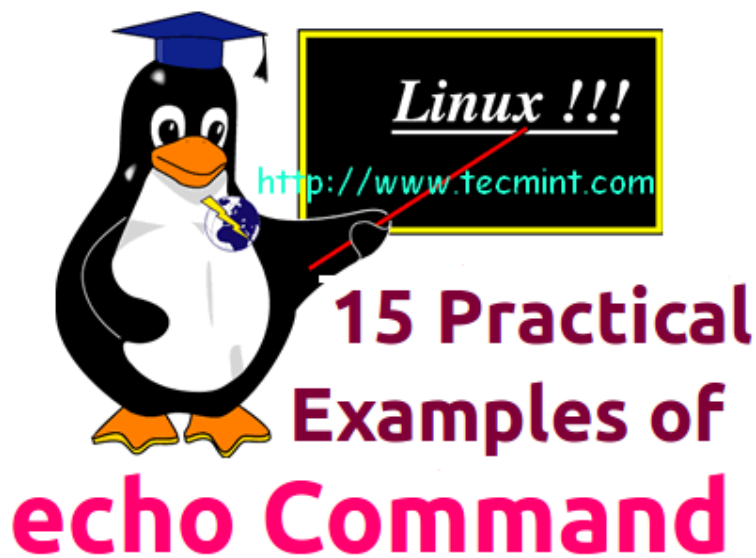 Linux !!!
http://www.tecmint.com
15 Practical
Examples of
echo Command